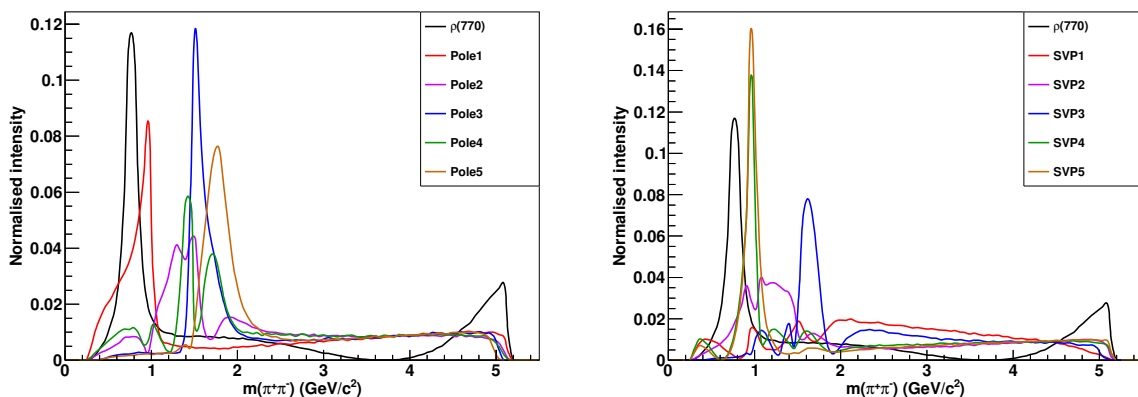 Normalised intensity
0.12
0.1
0.08
0.06
0.04
0.02
0
0 1 2 3 4 5
m(π⁺π⁻) (GeV/c²)
ρ(770)
Pole1
Pole2
Pole3
Pole4
Pole5
Normalised intensity
0.16
0.14
0.12
0.1
0.08
0.06
0.04
0.02
0
0 1 2 3 4 5
m(π⁺π⁻) (GeV/c²)
ρ(770)
SVP1
SVP2
SVP3
SVP4
SVP5